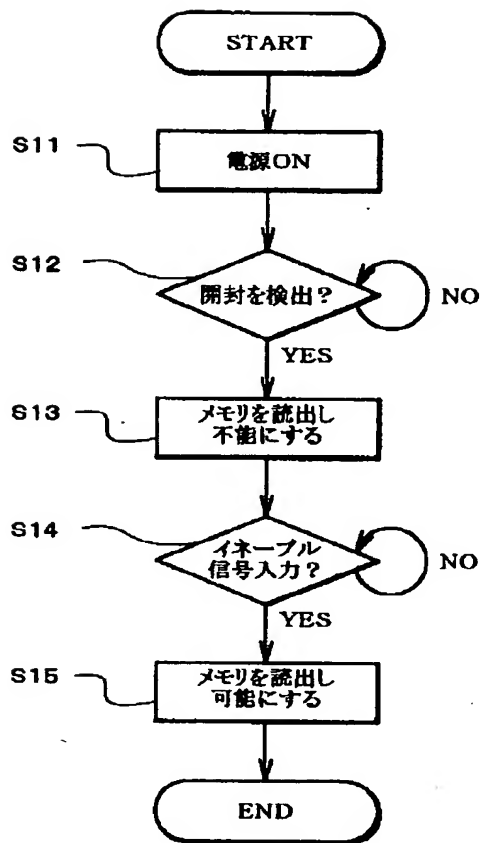 START
S11
電源ON
S12
開封を検出？
NO
YES
S13
メモリを読出し
不能にする
S14
イネーブル
信号入力？
NO
YES
S15
メモリを読出し
可能にする
END